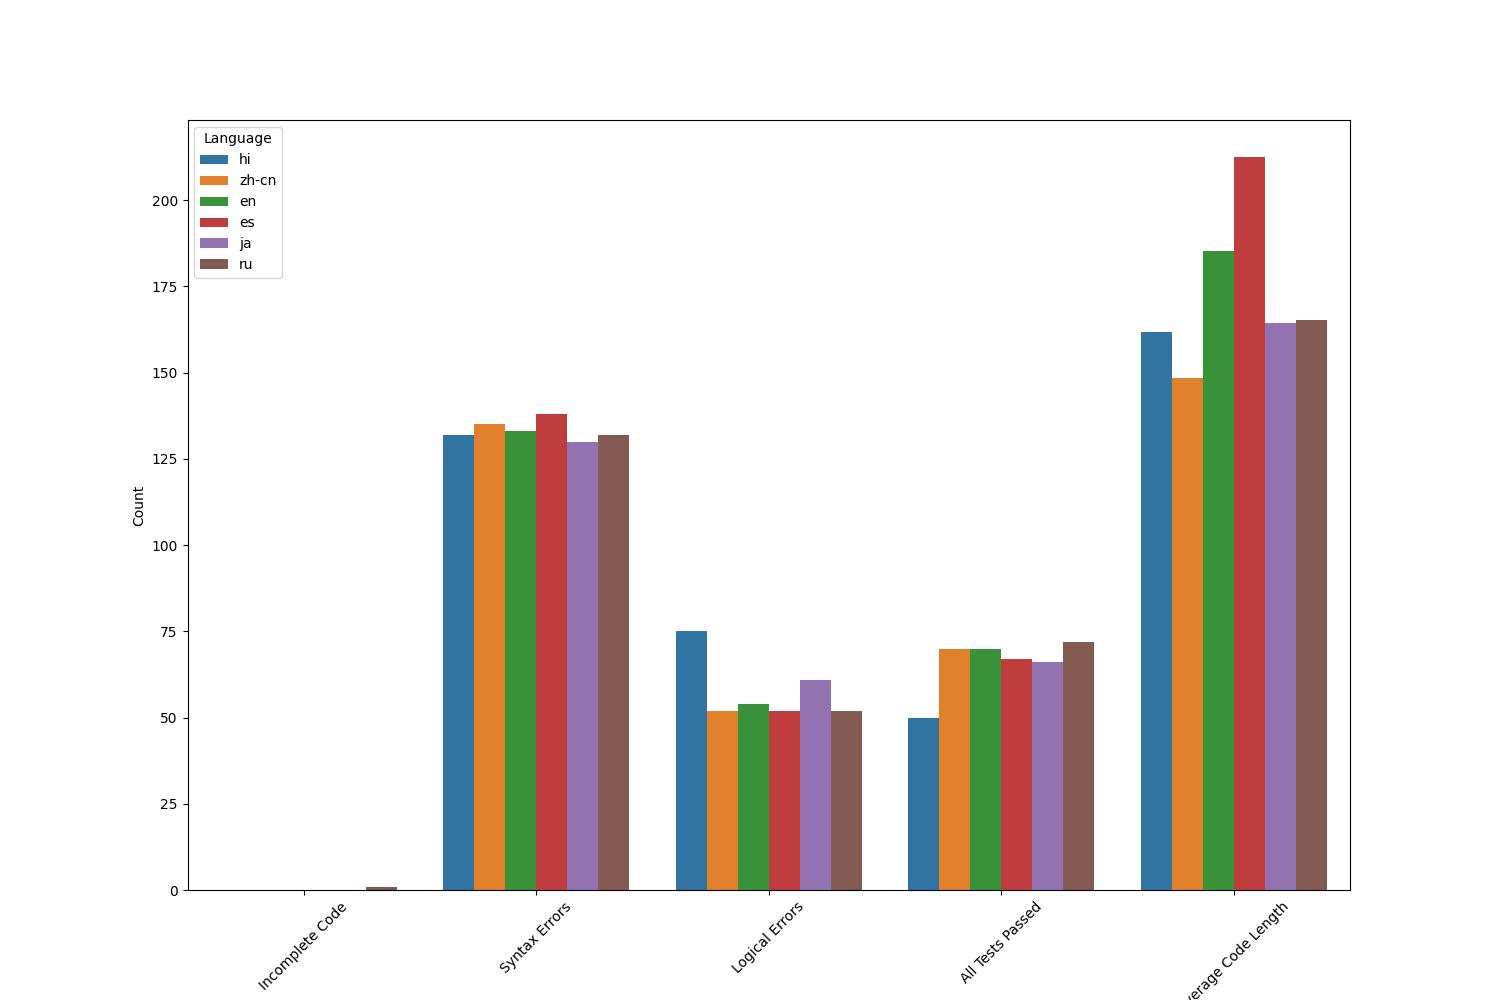 Language
hi
zh-cn
en
es
ja
ru
200
175
150
125
100
75
50
25
0
Count
Incomplete Code
Syntax Errors
Logical Errors
All Tests Passed
verage Code Length